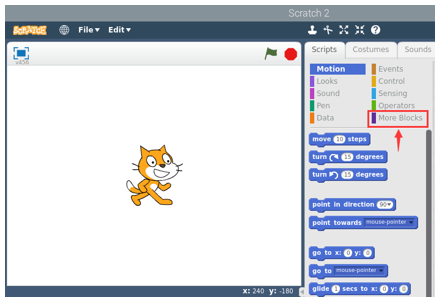 Scratch 2
SCRATCH File▾ Edit▾
Scripts Costumes Sounds
v456
Motion Events
Looks Control
Sound Sensing
Pen Operators
Data More Blocks
move 10 steps
turn ↻ 15 degrees
turn ↺ 15 degrees
point in direction 90▾
point towards mouse-pointer
go to x: 0 y: 0
go to mouse-pointer
glide 1 secs to x: 0 y: 0
x: 240 y: -180